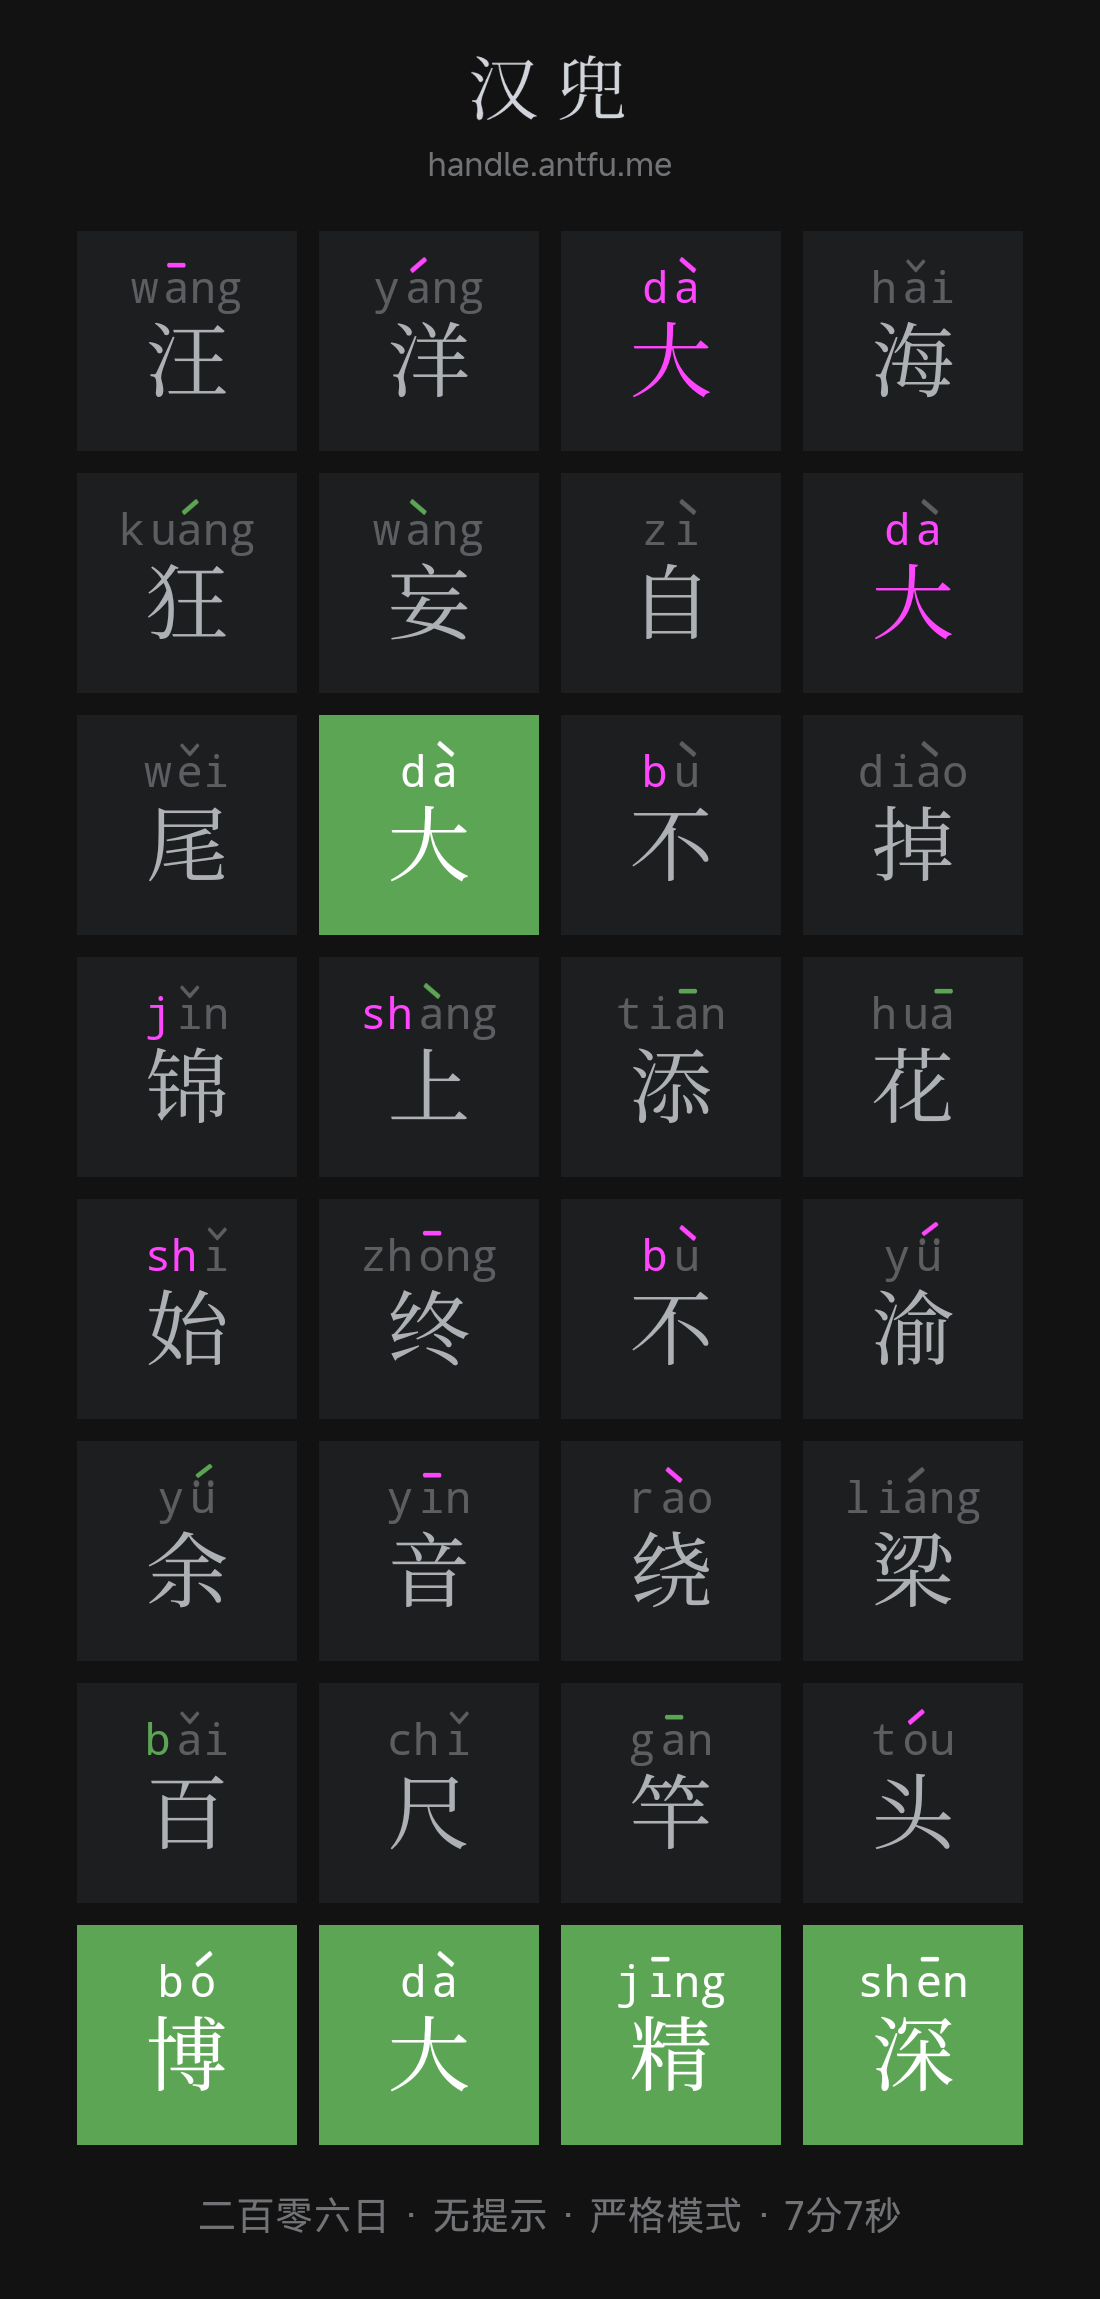 汉兜
handle.antfu.me
wāng yáng dà hǎi
汪 洋 大 海
kuáng wàng zì dà
狂 妄 自 大
wěi dà bù diào
尾 大 不 掉
jǐn shàng tiān huā
锦 上 添 花
shǐ zhōng bù yǘ
始 终 不 渝
yǘ yīn rào liáng
余 音 绕 梁
bǎi chǐ gān tóu
百 尺 竿 头
bó dà jīng shēn
博 大 精 深
二百零六日 · 无提示 · 严格模式 · 7分7秒